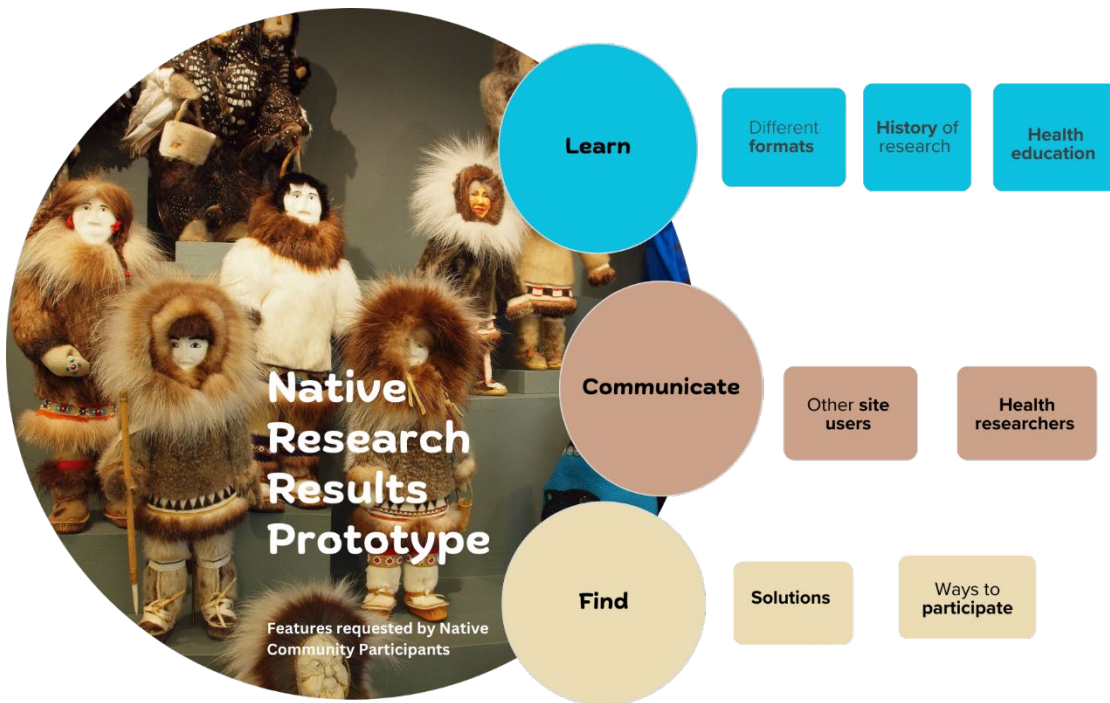 Native
Research
Results
Prototype
Features requested by Native
Community Participants
Learn
Different
formats
History of
research
Health
education
Communicate
Other site
users
Health
researchers
Find
Solutions
Ways to
participate